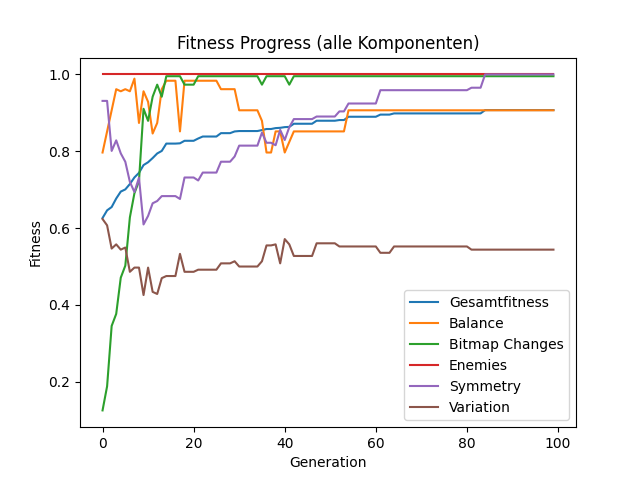 Fitness Progress (alle Komponenten)
1.0
0.8
0.6
0.4
0.2
Fitness
0 20 40 60 80 100
Generation
Gesamtfitness
Balance
Bitmap Changes
Enemies
Symmetry
Variation